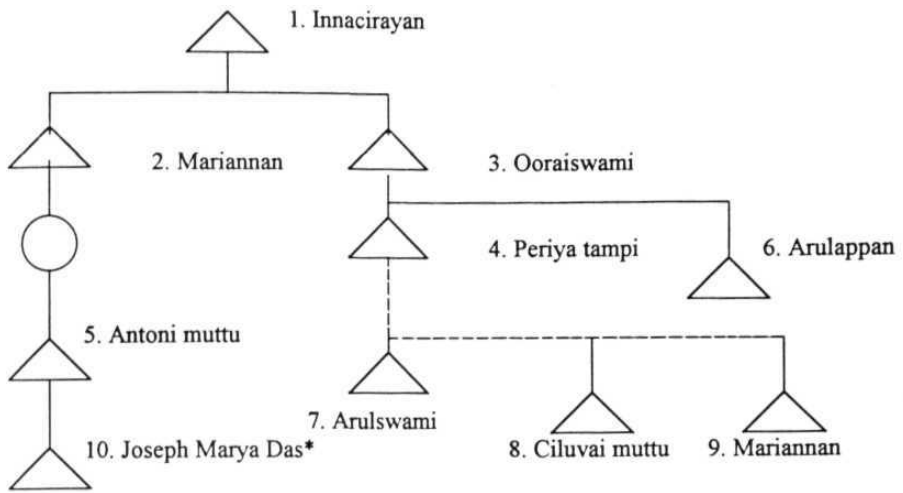 1. Innacirayan
2. Mariannan
3. Ooraiswami
4. Periya tampi
6. Arulappan
5. Antoni muttu
7. Arulswami
10. Joseph Marya Das*
8. Ciluvai muttu
9. Mariannan